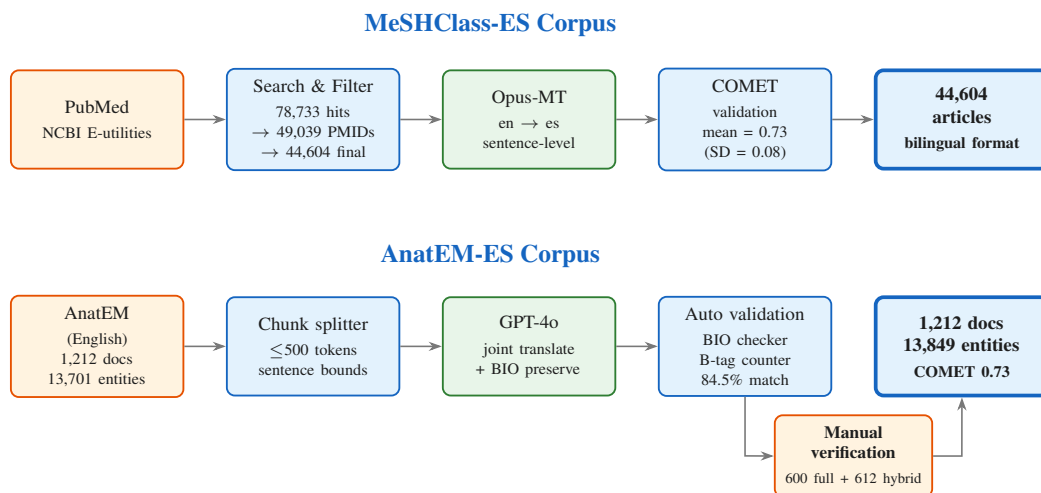 MeSHClass-ES Corpus
PubMed
NCBI E-utilities
Search & Filter
78,733 hits
→ 49,039 PMIDs
→ 44,604 final
Opus-MT
en → es
sentence-level
COMET
validation
mean = 0.73
(SD = 0.08)
44,604
articles
bilingual format
AnatEM-ES Corpus
AnatEM
(English)
1,212 docs
13,701 entities
Chunk splitter
≤500 tokens
sentence bounds
GPT-4o
joint translate
+ BIO preserve
Auto validation
BIO checker
B-tag counter
84.5% match
1,212 docs
13,849 entities
COMET 0.73
Manual
verification
600 full + 612 hybrid